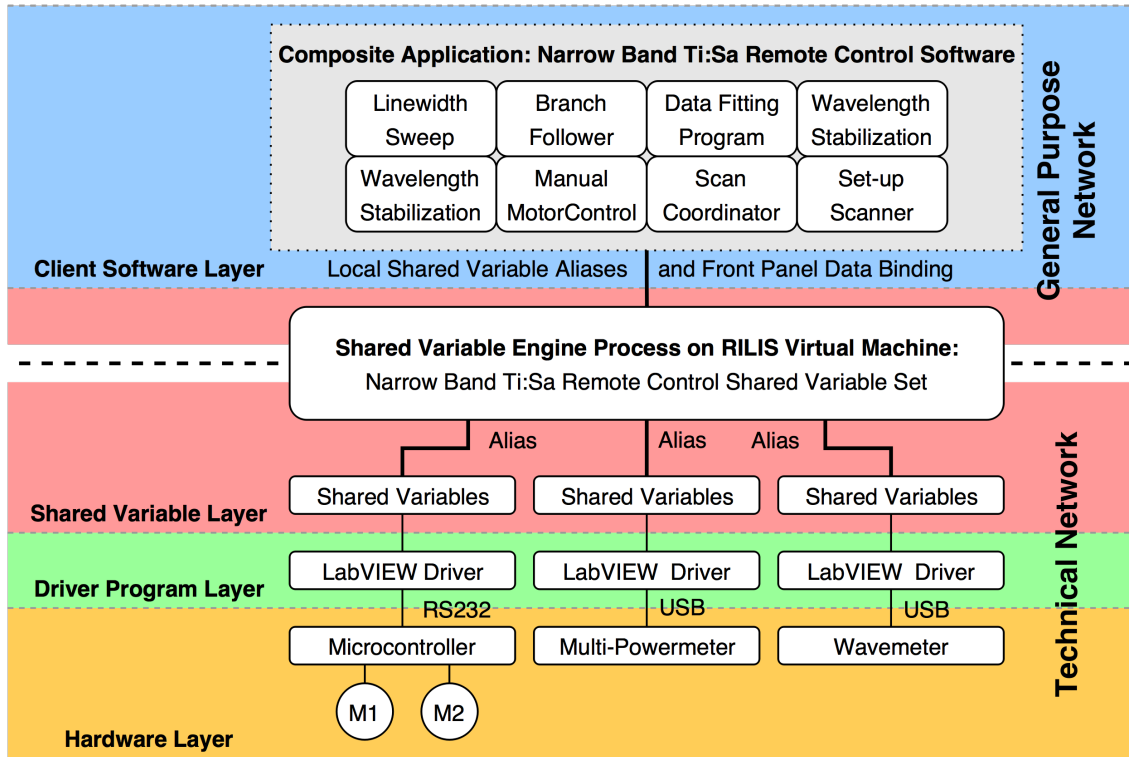 Composite Application: Narrow Band Ti:Sa Remote Control Software
Linewidth
Sweep
Branch
Follower
Data Fitting
Program
Wavelength
Stabilization
Wavelength
Stabilization
Manual
MotorControl
Scan
Coordinator
Set-up
Scanner
General Purpose
Network
Client Software Layer
Local Shared Variable Aliases
and Front Panel Data Binding
Shared Variable Engine Process on RILIS Virtual Machine:
Narrow Band Ti:Sa Remote Control Shared Variable Set
Alias
Alias
Alias
Shared Variables
Shared Variables
Shared Variables
Shared Variable Layer
Technical Network
LabVIEW Driver
LabVIEW Driver
LabVIEW Driver
Driver Program Layer
RS232
USB
USB
Microcontroller
Multi-Powermeter
Wavemeter
M1
M2
Hardware Layer